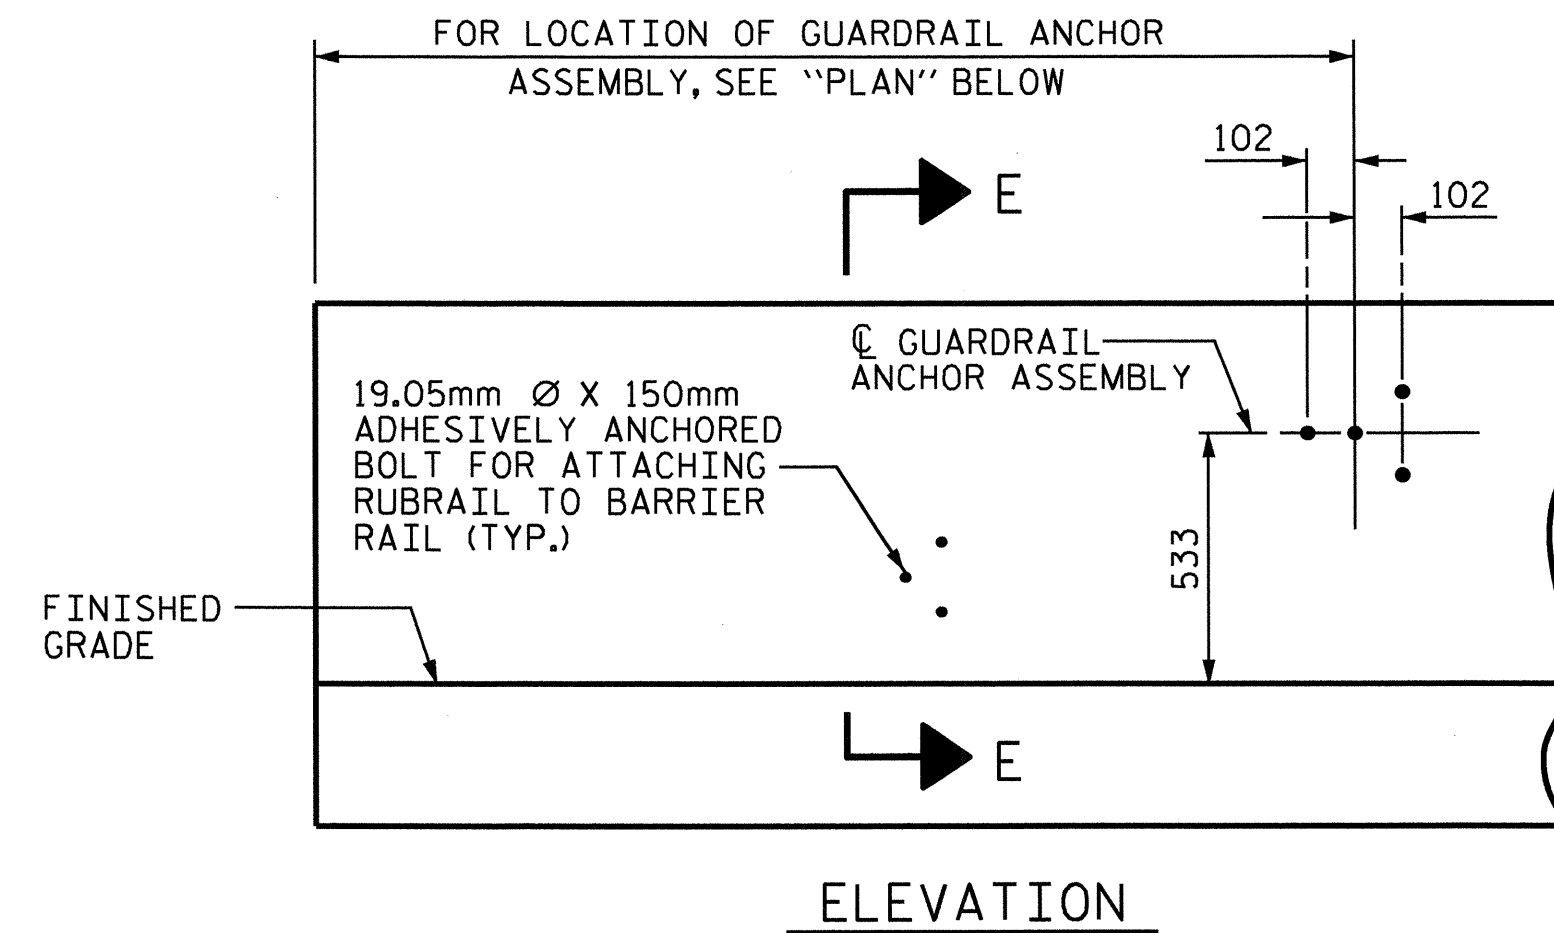 FOR LOCATION OF GUARDRAIL ANCHOR
ASSEMBLY, SEE "PLAN" BELOW
102
E
102
℄ GUARDRAIL
ANCHOR ASSEMBLY
19.05mm Ø X 150mm
ADHESIVELY ANCHORED
BOLT FOR ATTACHING
RUBRAIL TO BARRIER
RAIL (TYP.)
533
FINISHED
GRADE
E
ELEVATION